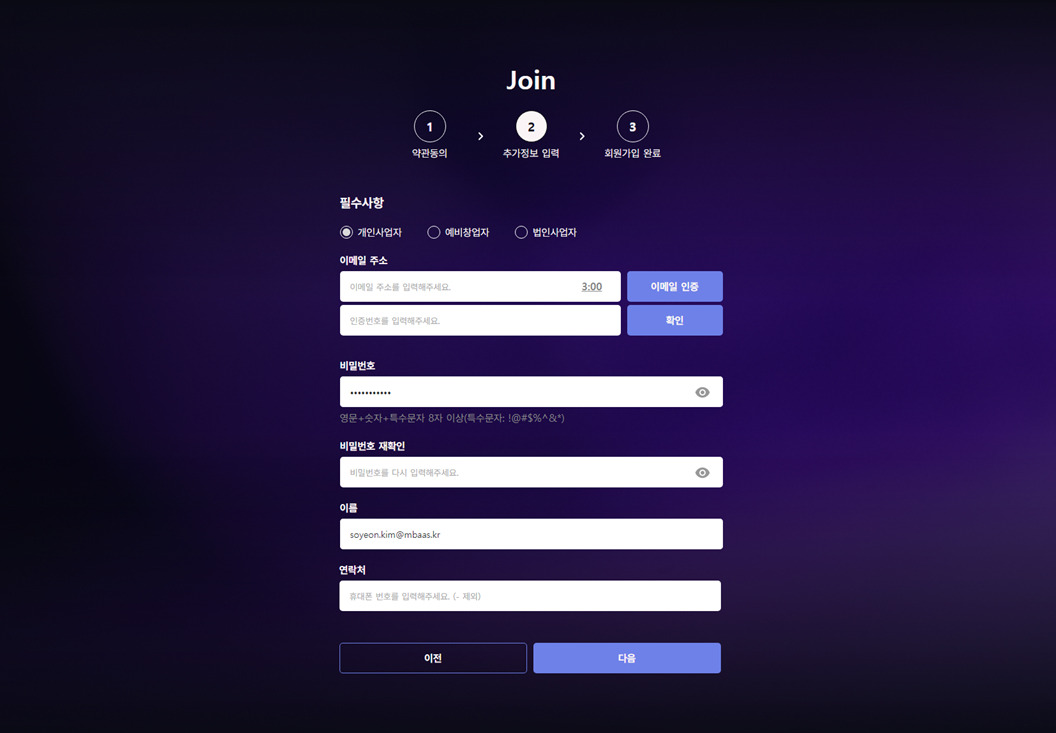 Join
1 2 3
약관동의 추가정보 입력 회원가입 완료
필수사항
개인사업자 예비창업자 법인사업자
이메일 주소
이메일 주소를 입력해주세요. 3:00 이메일 인증
인증번호를 입력해주세요. 확인
비밀번호
•••••••••••
영문+숫자+특수문자 8자 이상(특수문자: !@#$%^&*)
비밀번호 재확인
비밀번호를 다시 입력해주세요.
이름
soyeon.kim@mbaas.kr
연락처
휴대폰 번호를 입력해주세요. (- 제외)
이전 다음